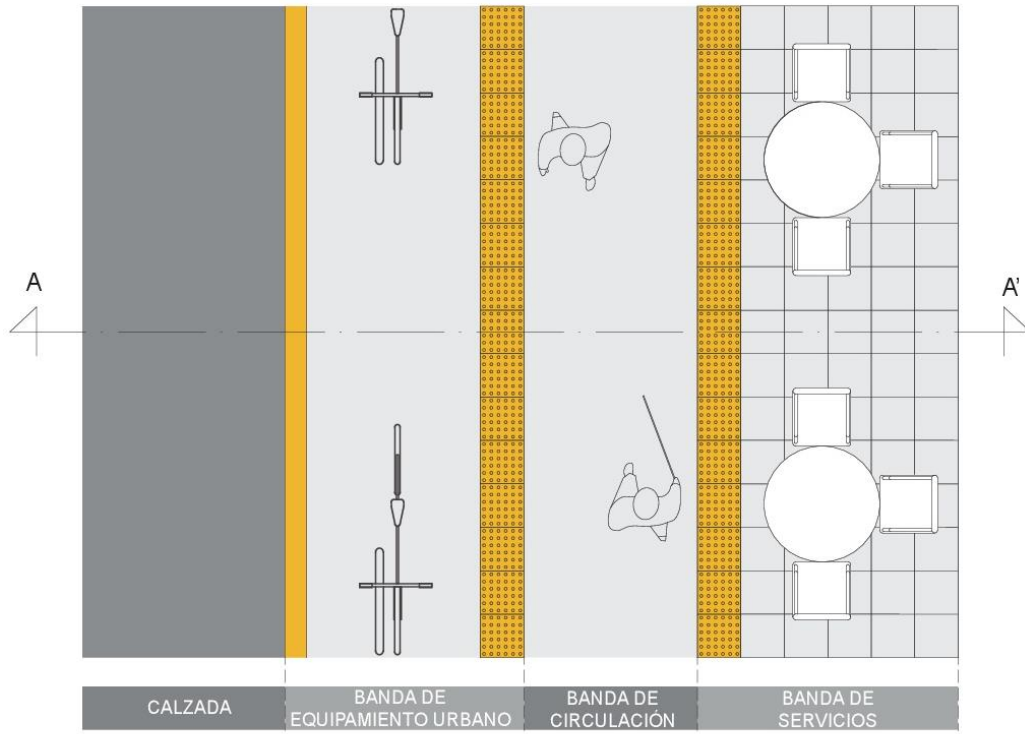 A
A'
CALZADA
BANDA DE
EQUIPAMIENTO URBANO
BANDA DE
CIRCULACIÓN
BANDA DE
SERVICIOS